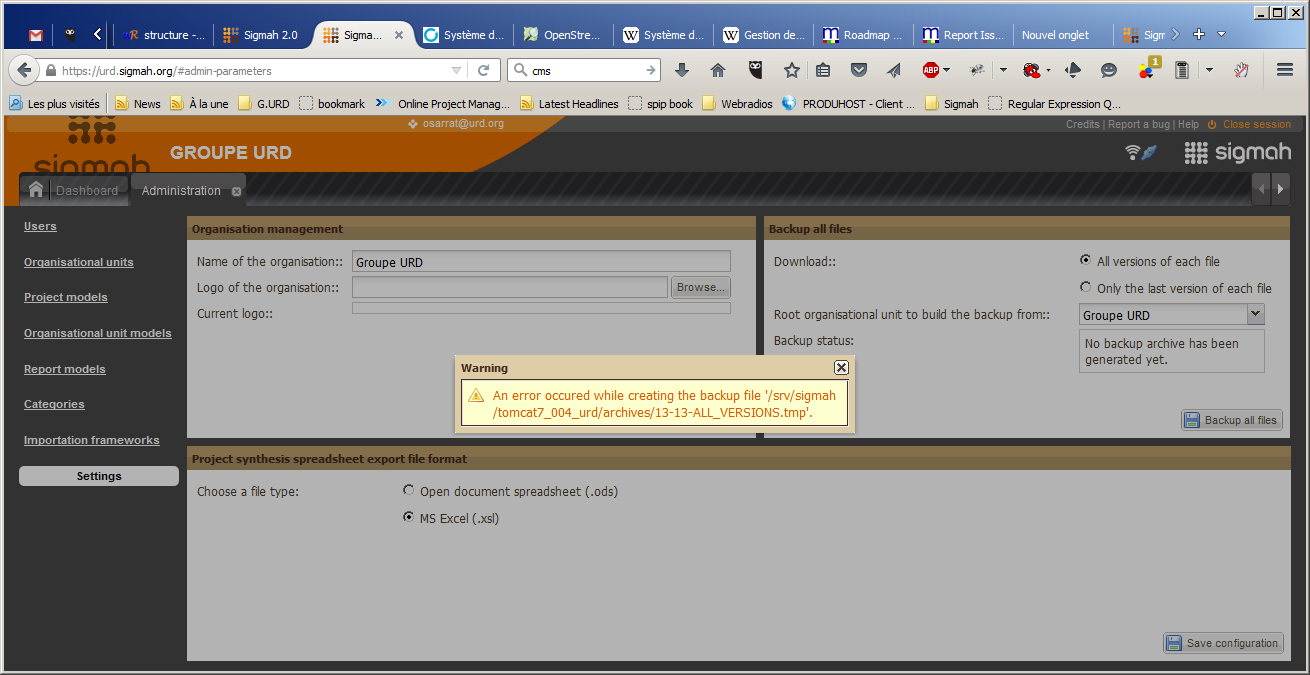 structure -...
Sigmah 2.0
Sigma...
Système d...
OpenStre...
Système d...
Gestion de...
Roadmap ...
Report Iss...
Nouvel onglet
Sigm
https://urd.sigmah.org/#admin-parameters
cms
ABP
1
Les plus visités
News
À la une
G.URD
bookmark
Online Project Manag...
Latest Headlines
spip book
Webradios
PRODUHOST - Client ...
Sigmah
Regular Expression Q...
osarrat@urd.org
Credits | Report a bug | Help
Close session
sigmah
GROUPE URD
sigmah
Dashboard
Administration
Users
Organisational units
Project models
Organisational unit models
Report models
Categories
Importation frameworks
Settings
Organisation management
Name of the organisation::
Groupe URD
Logo of the organisation::
Browse...
Current logo::
Backup all files
Download::
All versions of each file
Only the last version of each file
Root organisational unit to build the backup from::
Groupe URD
Backup status:
No backup archive has been
generated yet.
Backup all files
Warning
An error occured while creating the backup file '/srv/sigmah
/tomcat7_004_urd/archives/13-13-ALL_VERSIONS.tmp'.
Project synthesis spreadsheet export file format
Choose a file type:
Open document spreadsheet (.ods)
MS Excel (.xsl)
Save configuration